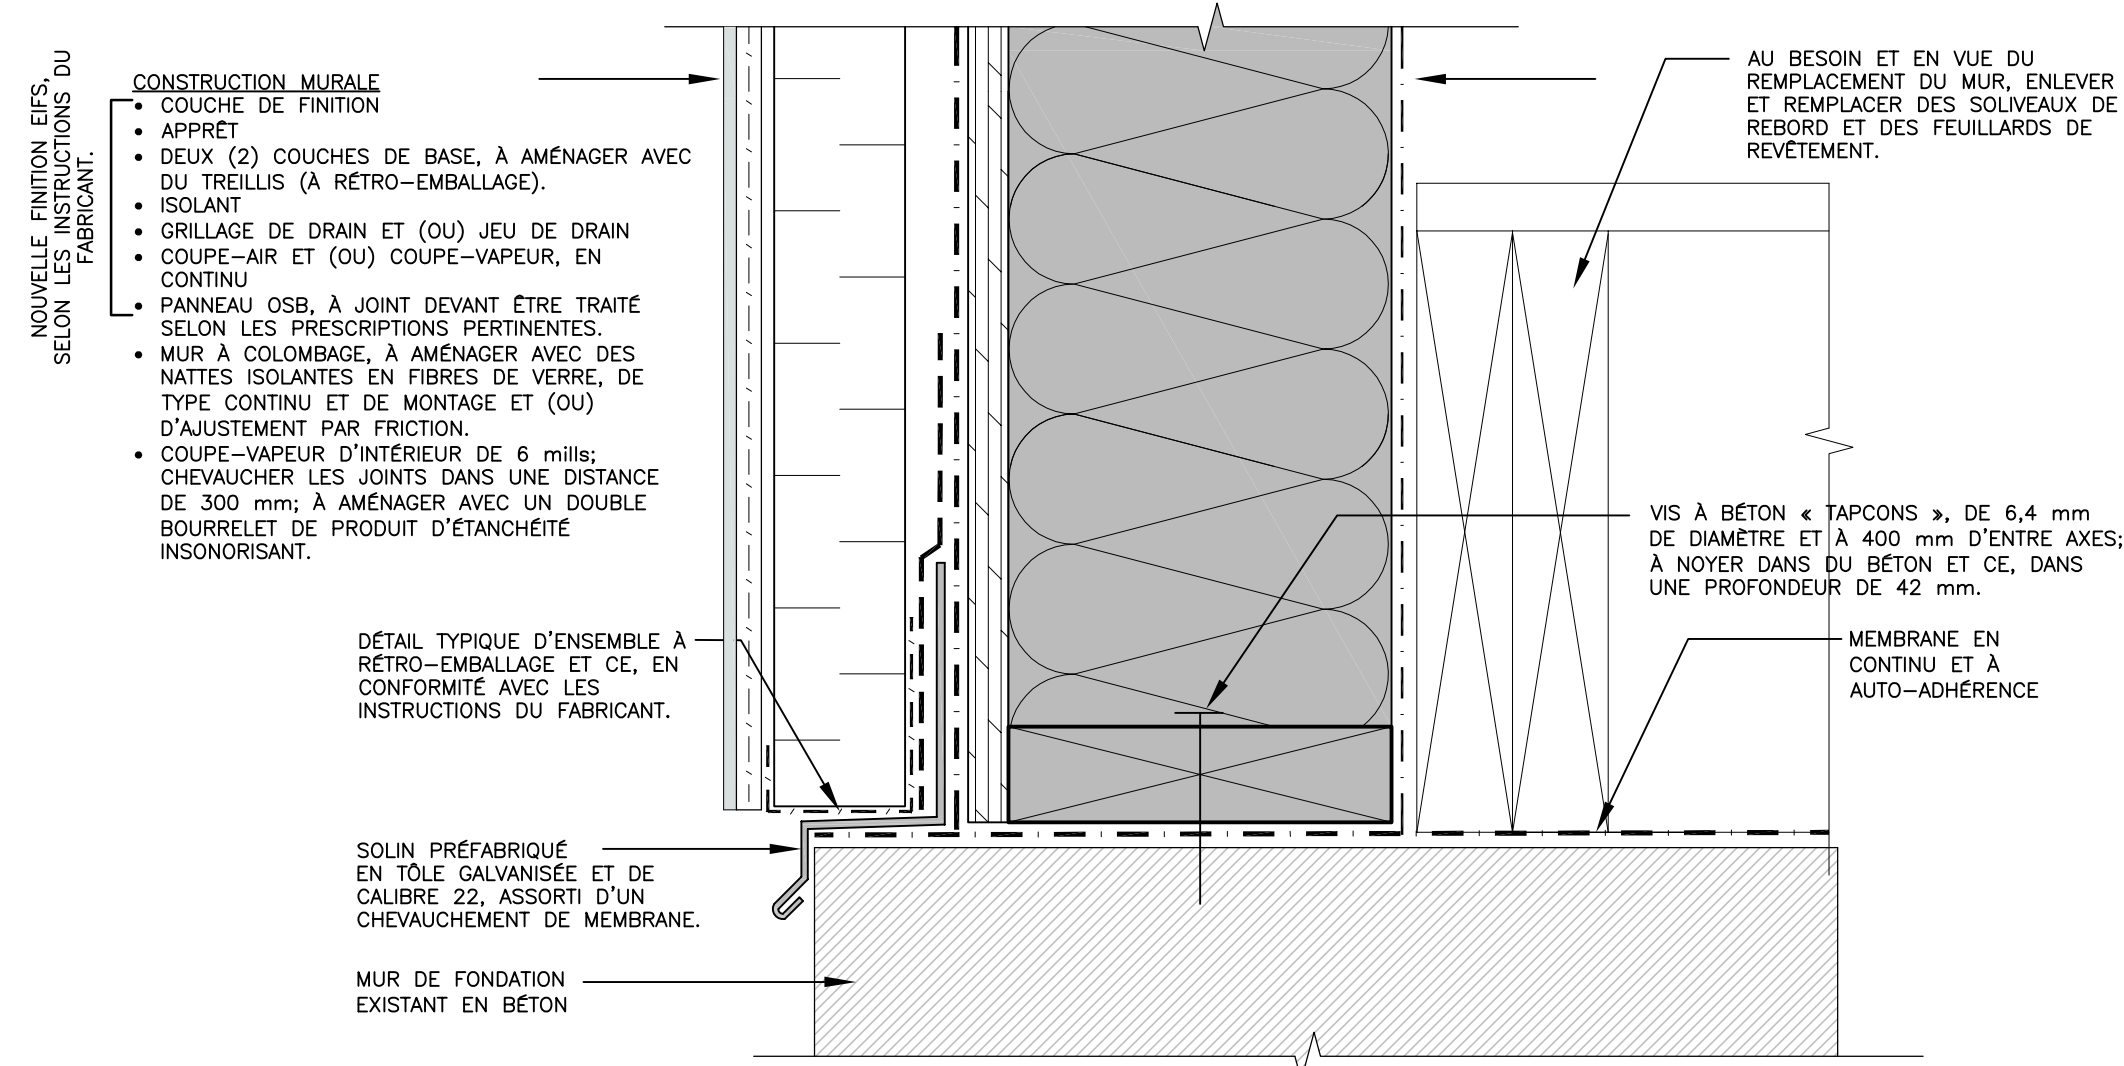 NOUVELLE FINITION EIFS,
SELON LES INSTRUCTIONS DU
FABRICANT.
CONSTRUCTION MURALE
• COUCHE DE FINITION
• APPRÊT
• DEUX (2) COUCHES DE BASE, À AMÉNAGER AVEC
DU TREILLIS (À RÉTRO-EMBALLAGE).
• ISOLANT
• GRILLAGE DE DRAIN ET (OU) JEU DE DRAIN
• COUPE-AIR ET (OU) COUPE-VAPEUR, EN
CONTINU
• PANNEAU OSB, À JOINT DEVANT ÊTRE TRAITÉ
SELON LES PRESCRIPTIONS PERTINENTES.
• MUR À COLOMBAGE, À AMÉNAGER AVEC DES
NATTES ISOLANTES EN FIBRES DE VERRE, DE
TYPE CONTINU ET DE MONTAGE ET (OU)
D'AJUSTEMENT PAR FRICTION.
• COUPE-VAPEUR D'INTÉRIEUR DE 6 mills;
CHEVAUCHER LES JOINTS DANS UNE DISTANCE
DE 300 mm; À AMÉNAGER AVEC UN DOUBLE
BOURRELET DE PRODUIT D'ÉTANCHÉITÉ
INSONORISANT.
DÉTAIL TYPIQUE D'ENSEMBLE À
RÉTRO-EMBALLAGE ET CE, EN
CONFORMITÉ AVEC LES
INSTRUCTIONS DU FABRICANT.
SOLIN PRÉFABRIQUÉ
EN TÔLE GALVANISÉE ET DE
CALIBRE 22, ASSORTI D'UN
CHEVAUCHEMENT DE MEMBRANE.
MUR DE FONDATION
EXISTANT EN BÉTON
AU BESOIN ET EN VUE DU
REMPLACEMENT DU MUR, ENLEVER
ET REMPLACER DES SOLIVEAUX DE
REBORD ET DES FEUILLARDS DE
REVÊTEMENT.
VIS À BÉTON « TAPCONS », DE 6,4 mm
DE DIAMÈTRE ET À 400 mm D'ENTRE AXES;
À NOYER DANS DU BÉTON ET CE, DANS
UNE PROFONDEUR DE 42 mm.
MEMBRANE EN
CONTINU ET À
AUTO-ADHÉRENCE